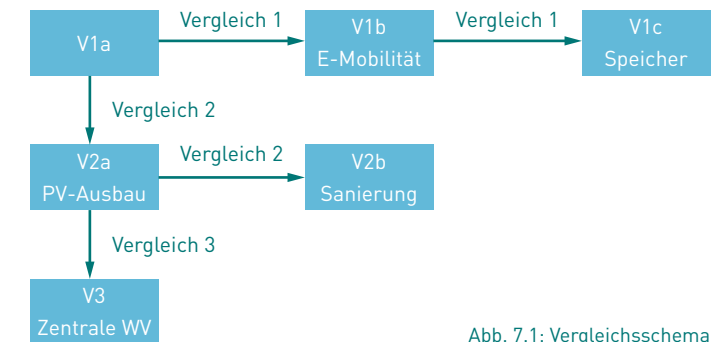 Vergleich 1
Vergleich 1
V1a
V1b
E-Mobilität
V1c
Speicher
Vergleich 2
V2a
PV-Ausbau
Vergleich 2
V2b
Sanierung
Vergleich 3
V3
Zentrale WV
Abb. 7.1: Vergleichsschema